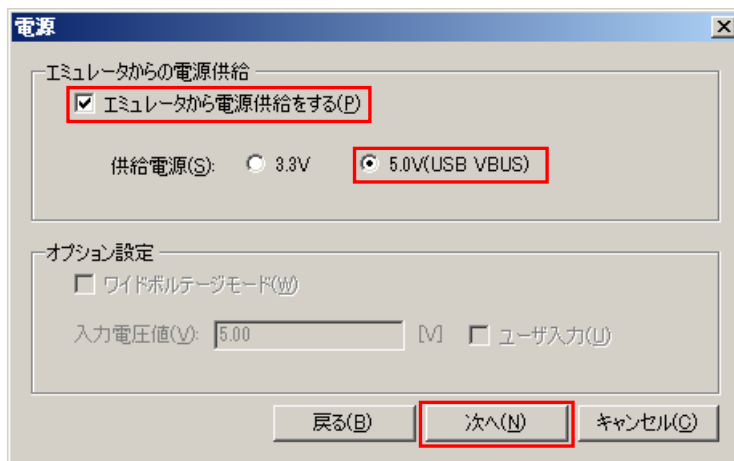 電源
エミュレータからの電源供給
エミュレータから電源供給をする(P)
供給電源(S): 3.3V 5.0V(USB VBUS)
オプション設定
ワイドボルテージモード(W)
入力電圧値(V): 5.00 [V] ユーザ入力(U)
戻る(B) 次へ(N) キャンセル(C)